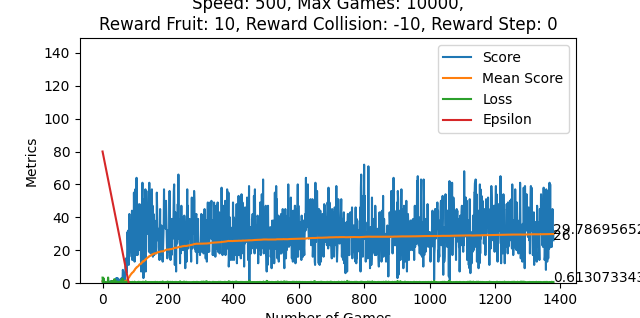 Speed: 500, Max Games: 10000,
Reward Fruit: 10, Reward Collision: -10, Reward Step: 0
Metrics
140
120
100
80
60
40
20
0
Score
Mean Score
Loss
Epsilon
29.78695652
26
0.613073343
0
200
400
600
800
1000
1200
1400
Number of Games